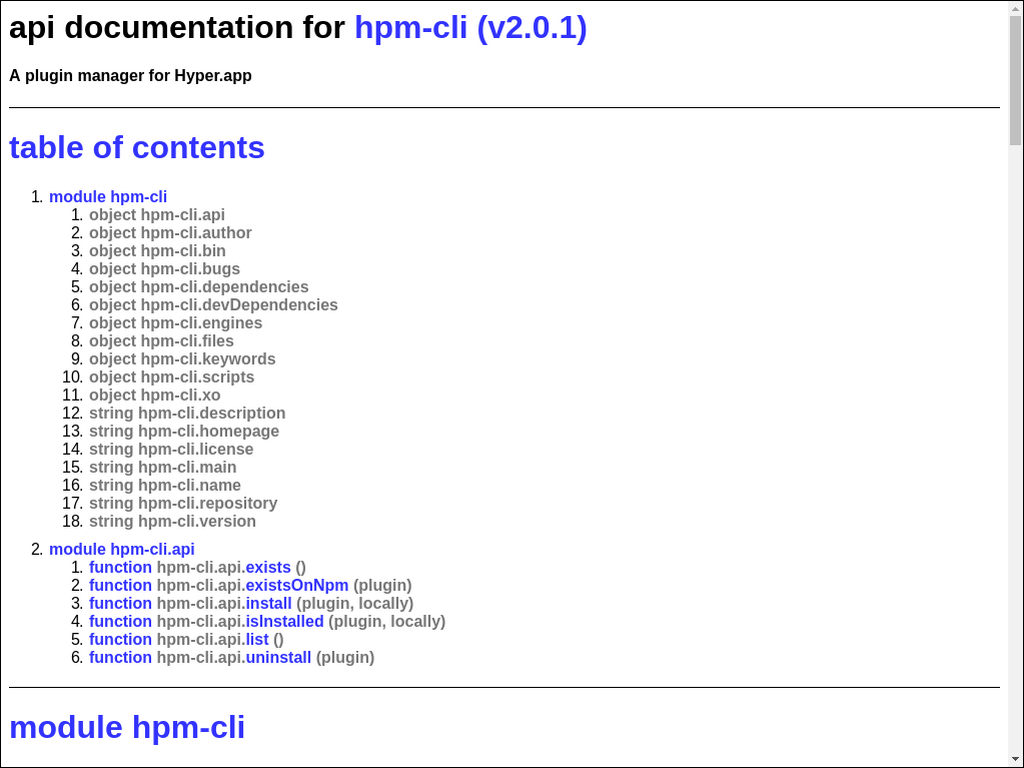 api documentation for hpm-cli (v2.0.1)
A plugin manager for Hyper.app
table of contents
1. module hpm-cli
1. object hpm-cli.api
2. object hpm-cli.author
3. object hpm-cli.bin
4. object hpm-cli.bugs
5. object hpm-cli.dependencies
6. object hpm-cli.devDependencies
7. object hpm-cli.engines
8. object hpm-cli.files
9. object hpm-cli.keywords
10. object hpm-cli.scripts
11. object hpm-cli.xo
12. string hpm-cli.description
13. string hpm-cli.homepage
14. string hpm-cli.license
15. string hpm-cli.main
16. string hpm-cli.name
17. string hpm-cli.repository
18. string hpm-cli.version
2. module hpm-cli.api
1. function hpm-cli.api.exists ()
2. function hpm-cli.api.existsOnNpm (plugin)
3. function hpm-cli.api.install (plugin, locally)
4. function hpm-cli.api.isInstalled (plugin, locally)
5. function hpm-cli.api.list ()
6. function hpm-cli.api.uninstall (plugin)
module hpm-cli